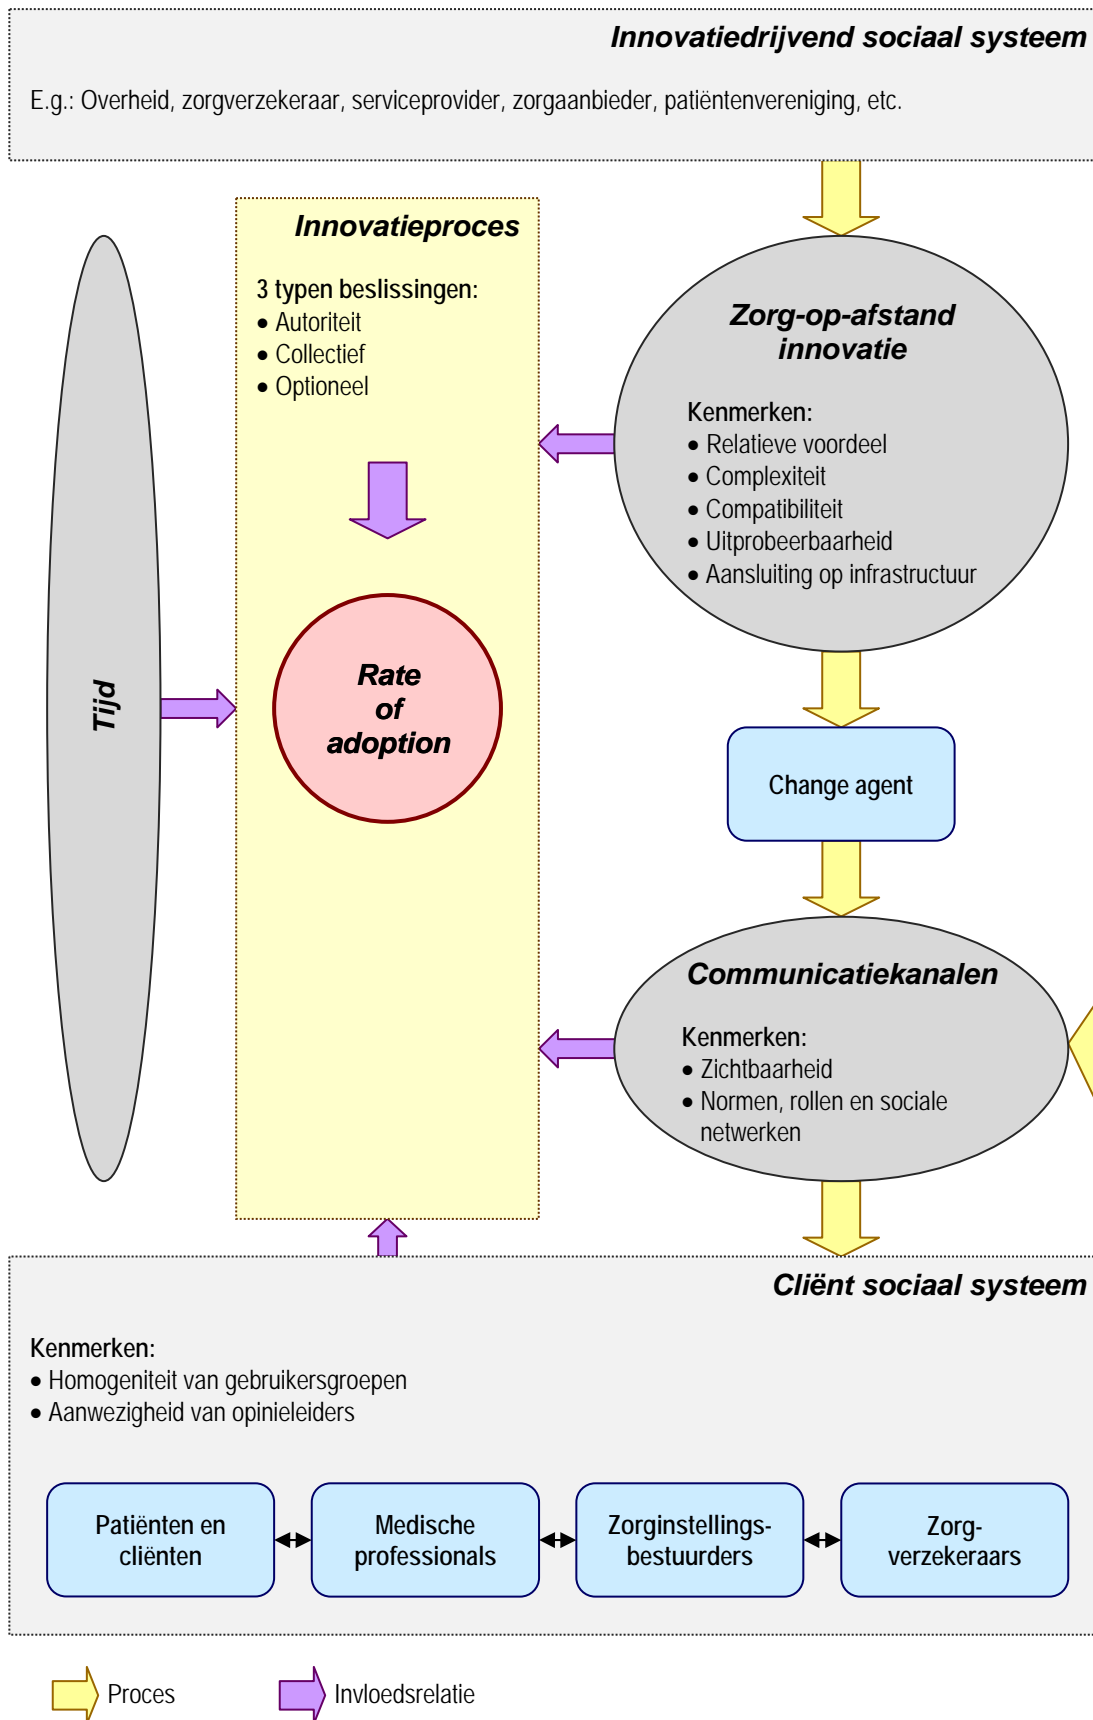 Innovatiedrijvend sociaal systeem
E.g.: Overheid, zorgverzekeraar, serviceprovider, zorgaanbieder, patiëntenvereniging, etc.
Innovatieproces
3 typen beslissingen:
• Autoriteit
• Collectief
• Optioneel
Zorg-op-afstand
innovatie
Kenmerken:
• Relatieve voordeel
• Complexiteit
• Compatibiliteit
• Uitprobeerbaarheid
• Aansluiting op infrastructuur
Tijd
Rate
of
adoption
Change agent
Communicatiekanalen
Kenmerken:
• Zichtbaarheid
• Normen, rollen en sociale
netwerken
Cliënt sociaal systeem
Kenmerken:
• Homogeniteit van gebruikersgroepen
• Aanwezigheid van opinieleiders
Patiënten en
cliënten
Medische
professionals
Zorginstellings-
bestuurders
Zorg-
verzekeraars
Proces
Invloedsrelatie